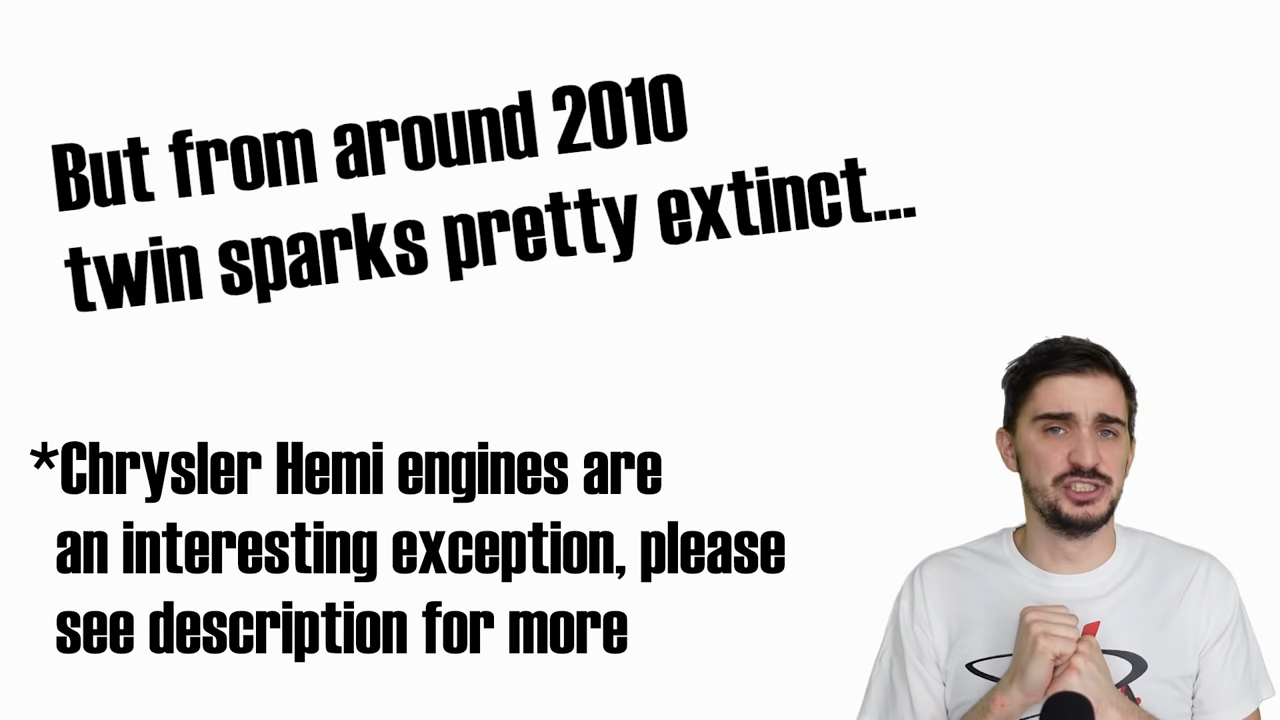 But from around 2010
twin sparks pretty extinct...
*Chrysler Hemi engines are
an interesting exception, please
see description for more